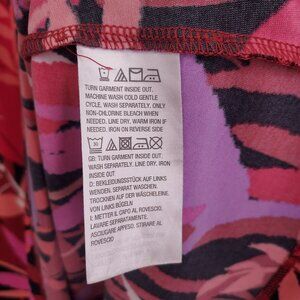 TURN GARMENT INSIDE OUT.
MACHINE WASH COLD GENTLE
CYCLE. WASH SEPARATELY. ONLY
NON-CHLORINE BLEACH WHEN
NEEDED. LINE DRY. WARM IRON IF
NEEDED. IRON ON REVERSE SIDE
30
GB: TURN GARMENT INSIDE OUT.
WASH SEPARATELY. LINE DRY. IRON
INSIDE OUT
D: BEKLEIDUNGSSTÜCK AUF LINKS
WENDEN. SEPARAT WASCHEN
TROCKNEN AN DER WÄSCHELEINE
VON LINKS BÜGELN
I: METTER IL CAPO AL ROVESCIO.
LAVARE SEPARATAMENTE.
ASCIUGARE APPESO. STIRARE AL
ROVESCIO